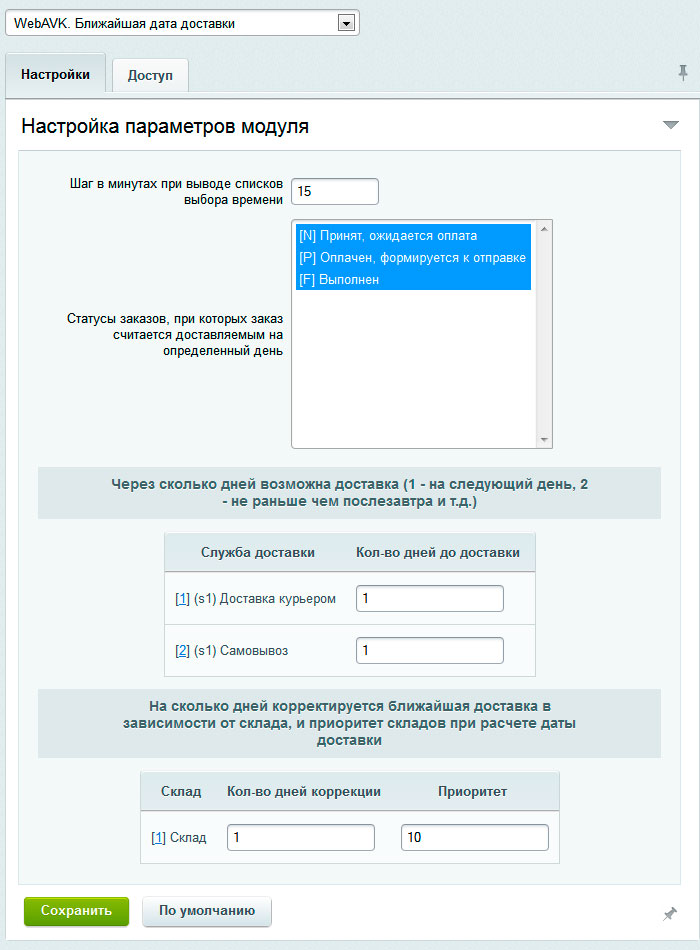 WebAVK. Ближайшая дата доставки
Настройки
Доступ
Настройка параметров модуля
Шаг в минутах при выводе списков
выбора времени
15
[N] Принят, ожидается оплата
[P] Оплачен, формируется к отправке
[F] Выполнен
Статусы заказов, при которых заказ
считается доставляемым на
определенный день
Через сколько дней возможна доставка (1 - на следующий день, 2
- не раньше чем послезавтра и т.д.)
Служба доставки Кол-во дней до доставки
[1] (s1) Доставка курьером 1
[2] (s1) Самовывоз 1
На сколько дней корректируется ближайшая доставка в
зависимости от склада, и приоритет складов при расчете даты
доставки
Склад Кол-во дней коррекции Приоритет
[1] Склад 1 10
Сохранить По умолчанию